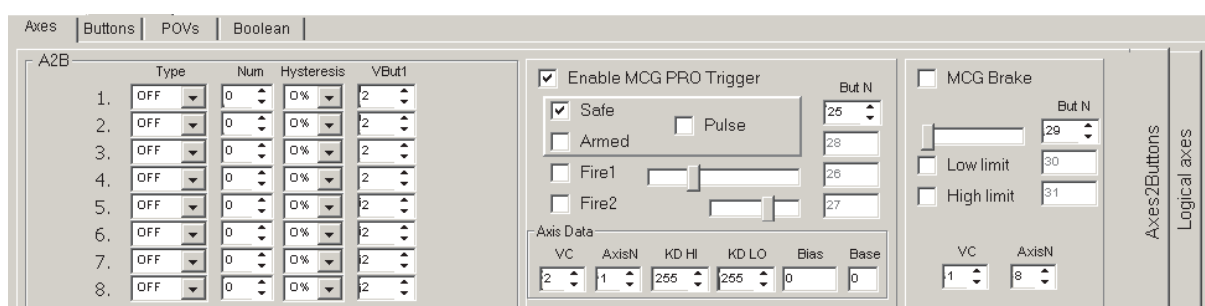 Axes Buttons POVs Boolean
A2B
Type Num Hysteresis VBut1
1. OFF 0 0% 2
2. OFF 0 0% 2
3. OFF 0 0% 2
4. OFF 0 0% 2
5. OFF 0 0% 2
6. OFF 0 0% 2
7. OFF 0 0% 2
8. OFF 0 0% 2
Enable MCG PRO Trigger
But N
Safe 25
Pulse
Armed 28
Fire1 26
Fire2 27
Axis Data
VC AxisN KD HI KD LO Bias Base
2 1 255 255 0 0
MCG Brake
But N
29
Low limit 30
High limit 31
VC AxisN
1 8
Axes2Buttons
Logical axes